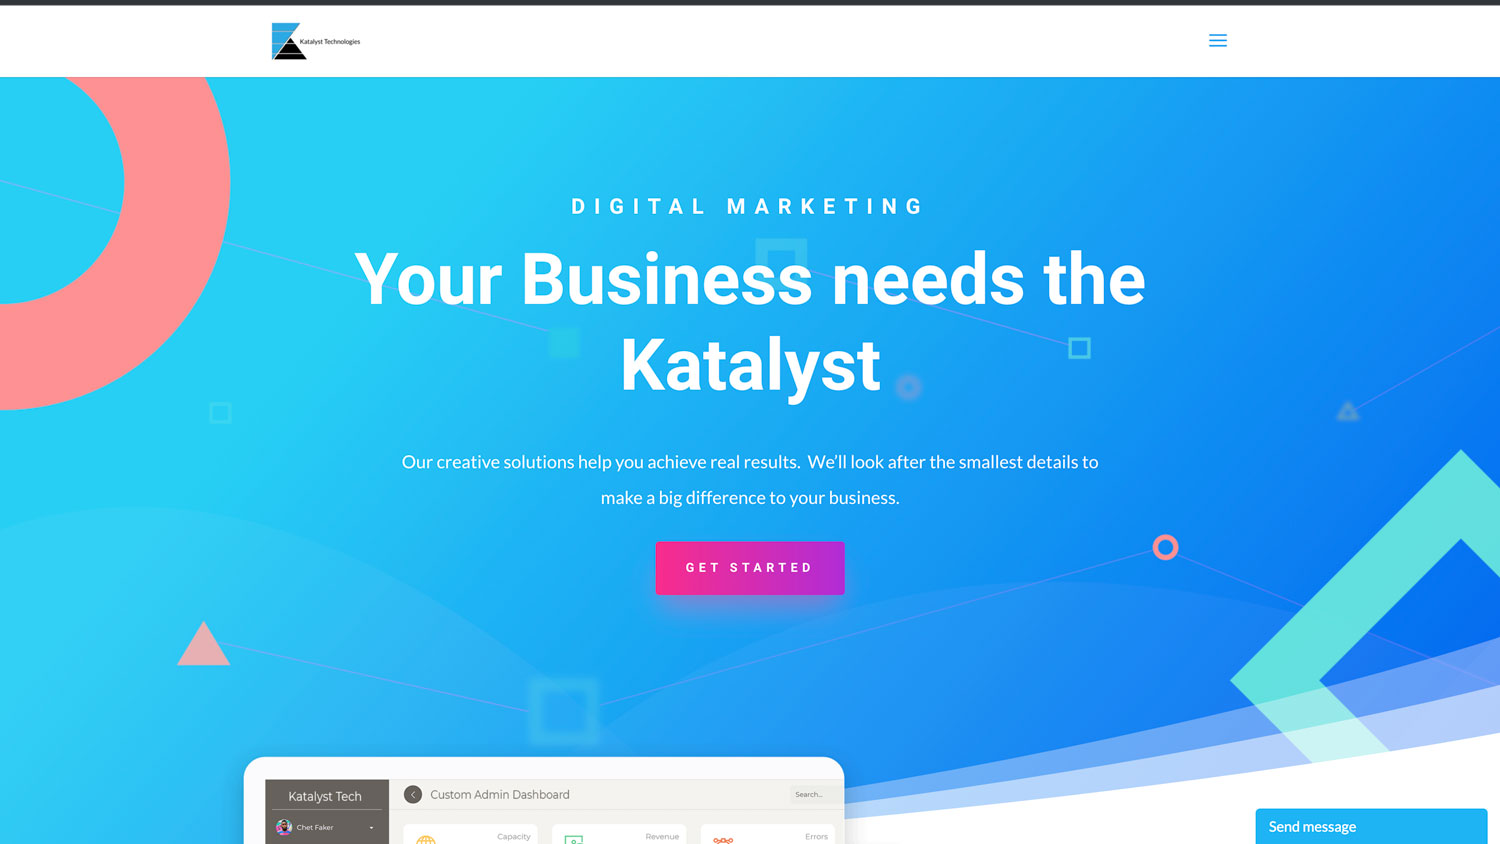 Katalyst Technologies
DIGITAL MARKETING
Your Business needs the
Katalyst
Our creative solutions help you achieve real results.  We’ll look after the smallest details to
make a big difference to your business.
GET STARTED
Katalyst Tech
Custom Admin Dashboard
Search...
Chet Faker
Capacity
Revenue
Errors
Send message